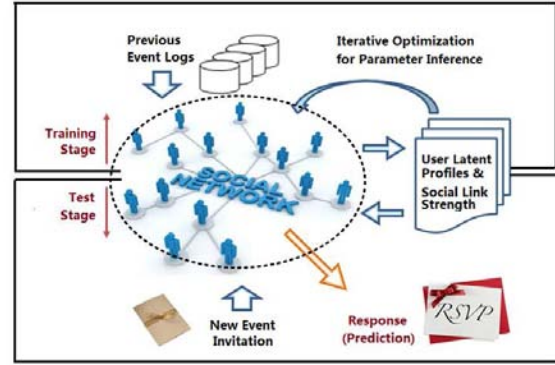 Previous
Event Logs
Iterative Optimization
for Parameter Inference
Training
Stage
SOCIAL
NETWORK
User Latent
Profiles &
Social Link
Strength
Test
Stage
New Event
Invitation
Response
(Prediction)
RSVP